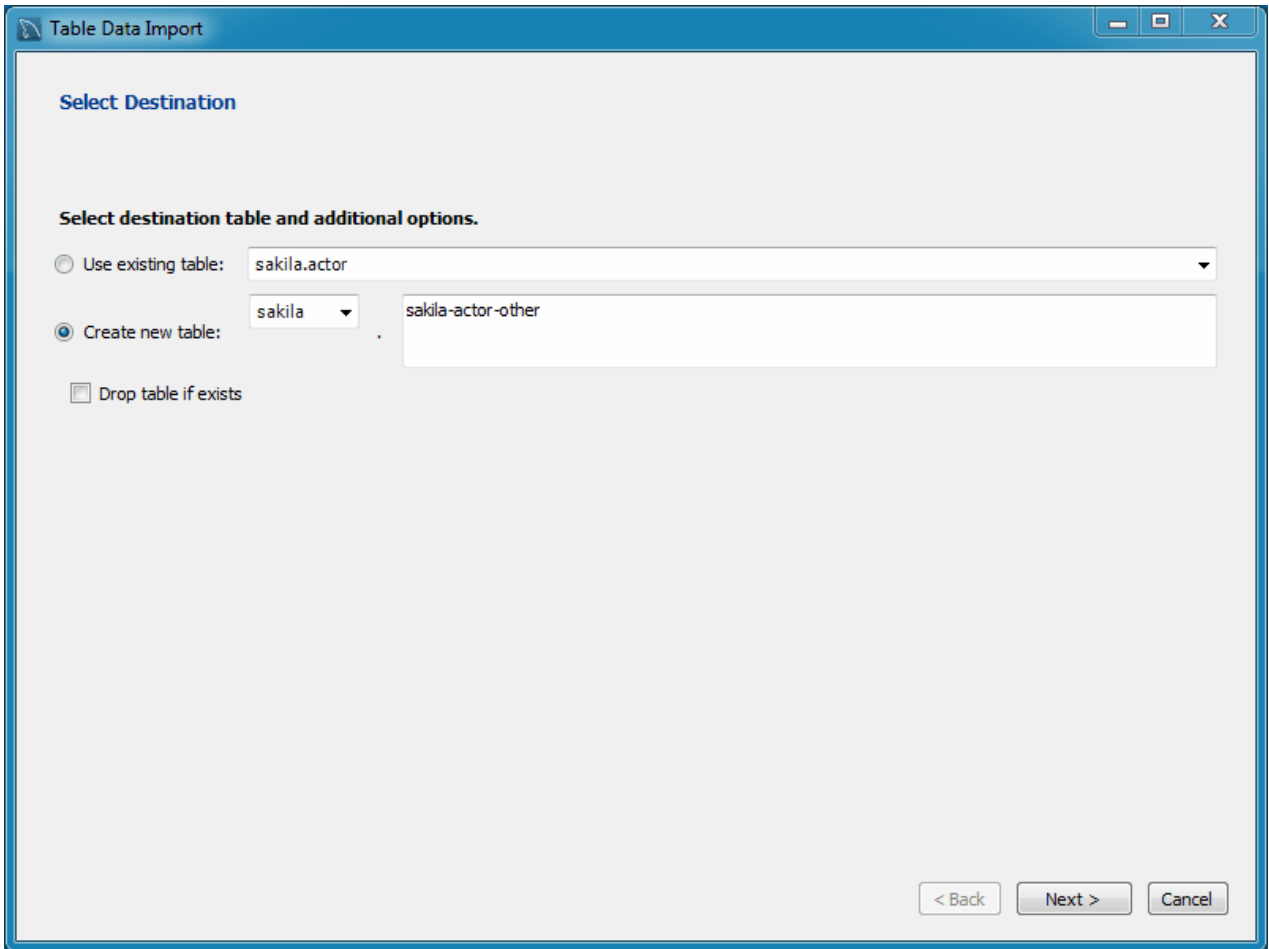 Table Data Import
Select Destination
Select destination table and additional options.
Use existing table: sakila.actor
Create new table: sakila . sakila-actor-other
Drop table if exists
< Back Next > Cancel